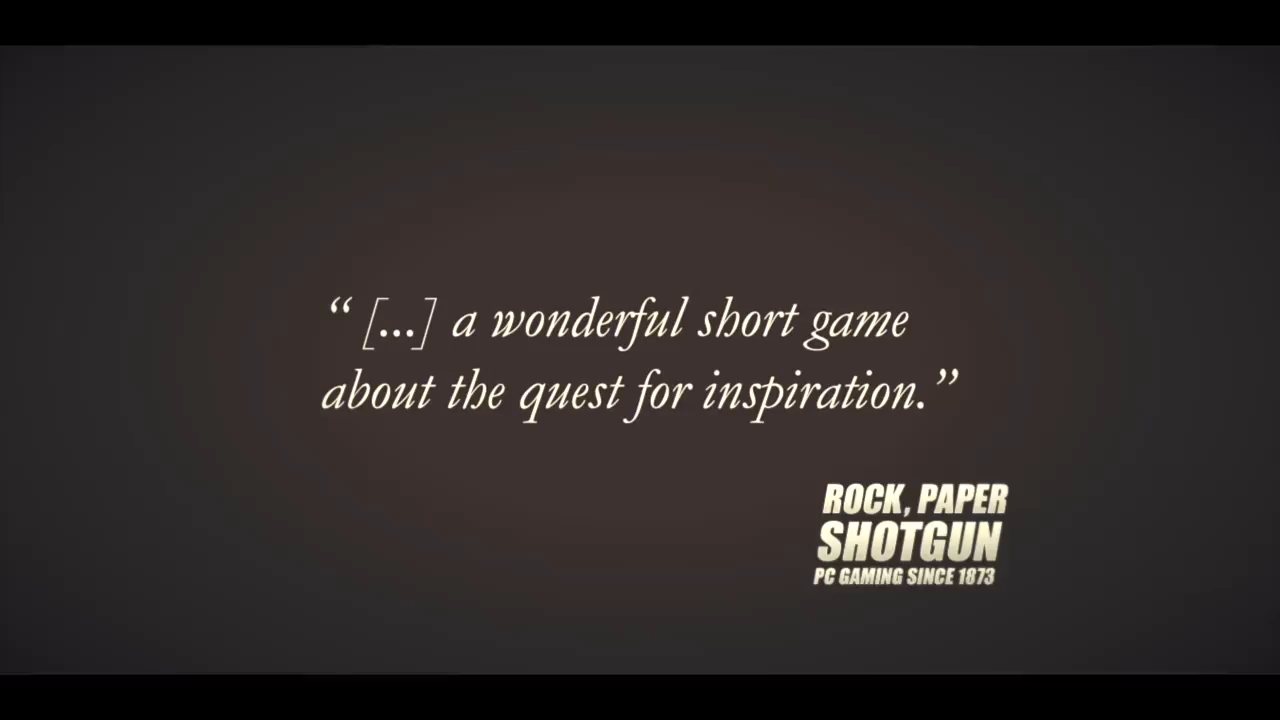 “ [...] a wonderful short game
about the quest for inspiration.”
ROCK, PAPER
SHOTGUN
PC GAMING SINCE 1873